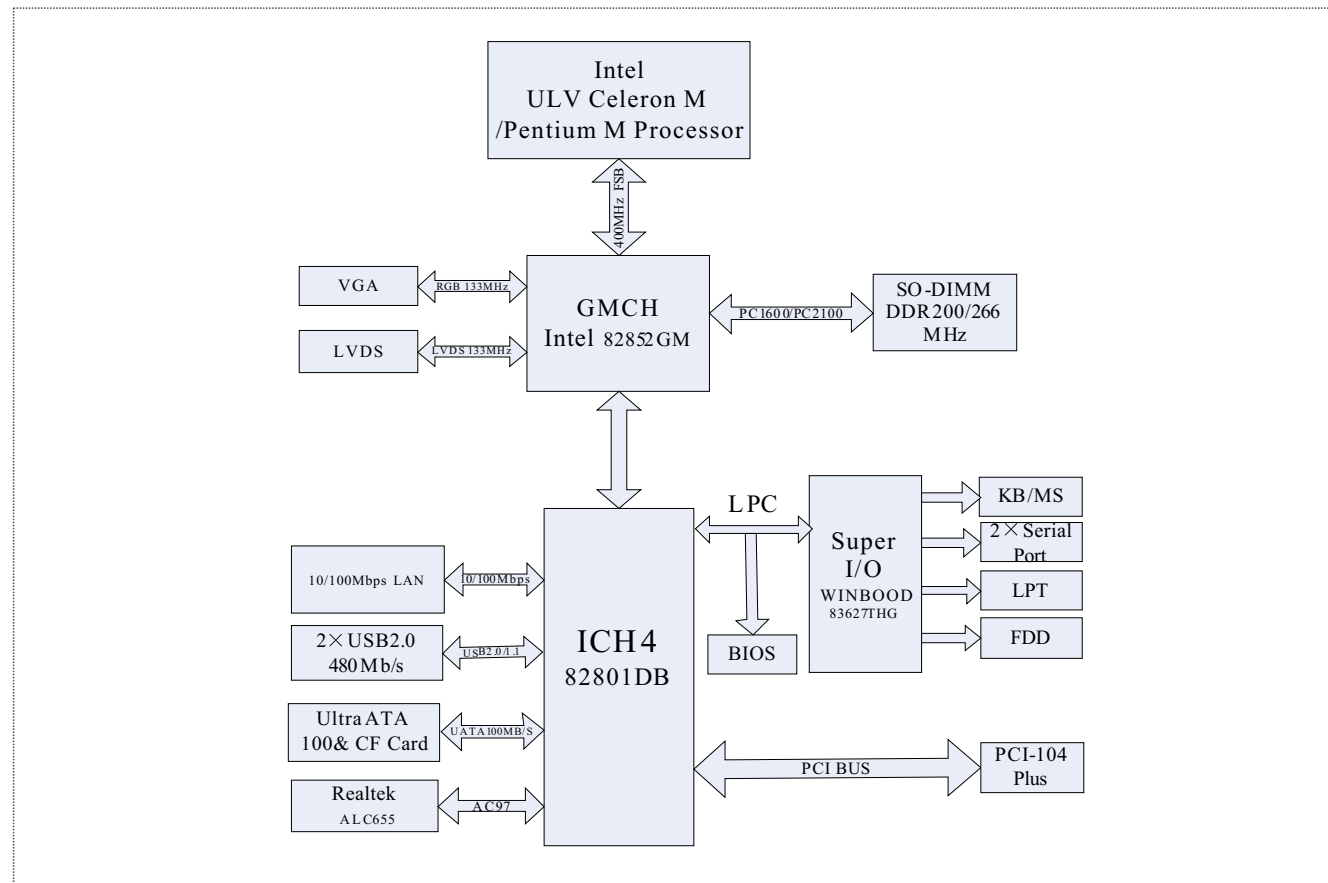 Intel
ULV Celeron M
/Pentium M Processor
400MHz FSB
VGA
RGB 133MHz
GMCH
Intel 82852GM
PC1600/PC2100
SO-DIMM
DDR200/266
MHz
LVDS
LVDS 133MHz
LPC
Super
I/O
WINBOOD
83627THG
KB/MS
2×Serial
Port
LPT
FDD
BIOS
10/100Mbps LAN
10/100Mbps
2×USB2.0
480Mb/s
USB2.0/1.1
ICH4
82801DB
Ultra ATA
100& CF Card
UATA100MB/S
PCI BUS
PCI-104
Plus
Realtek
ALC655
AC97